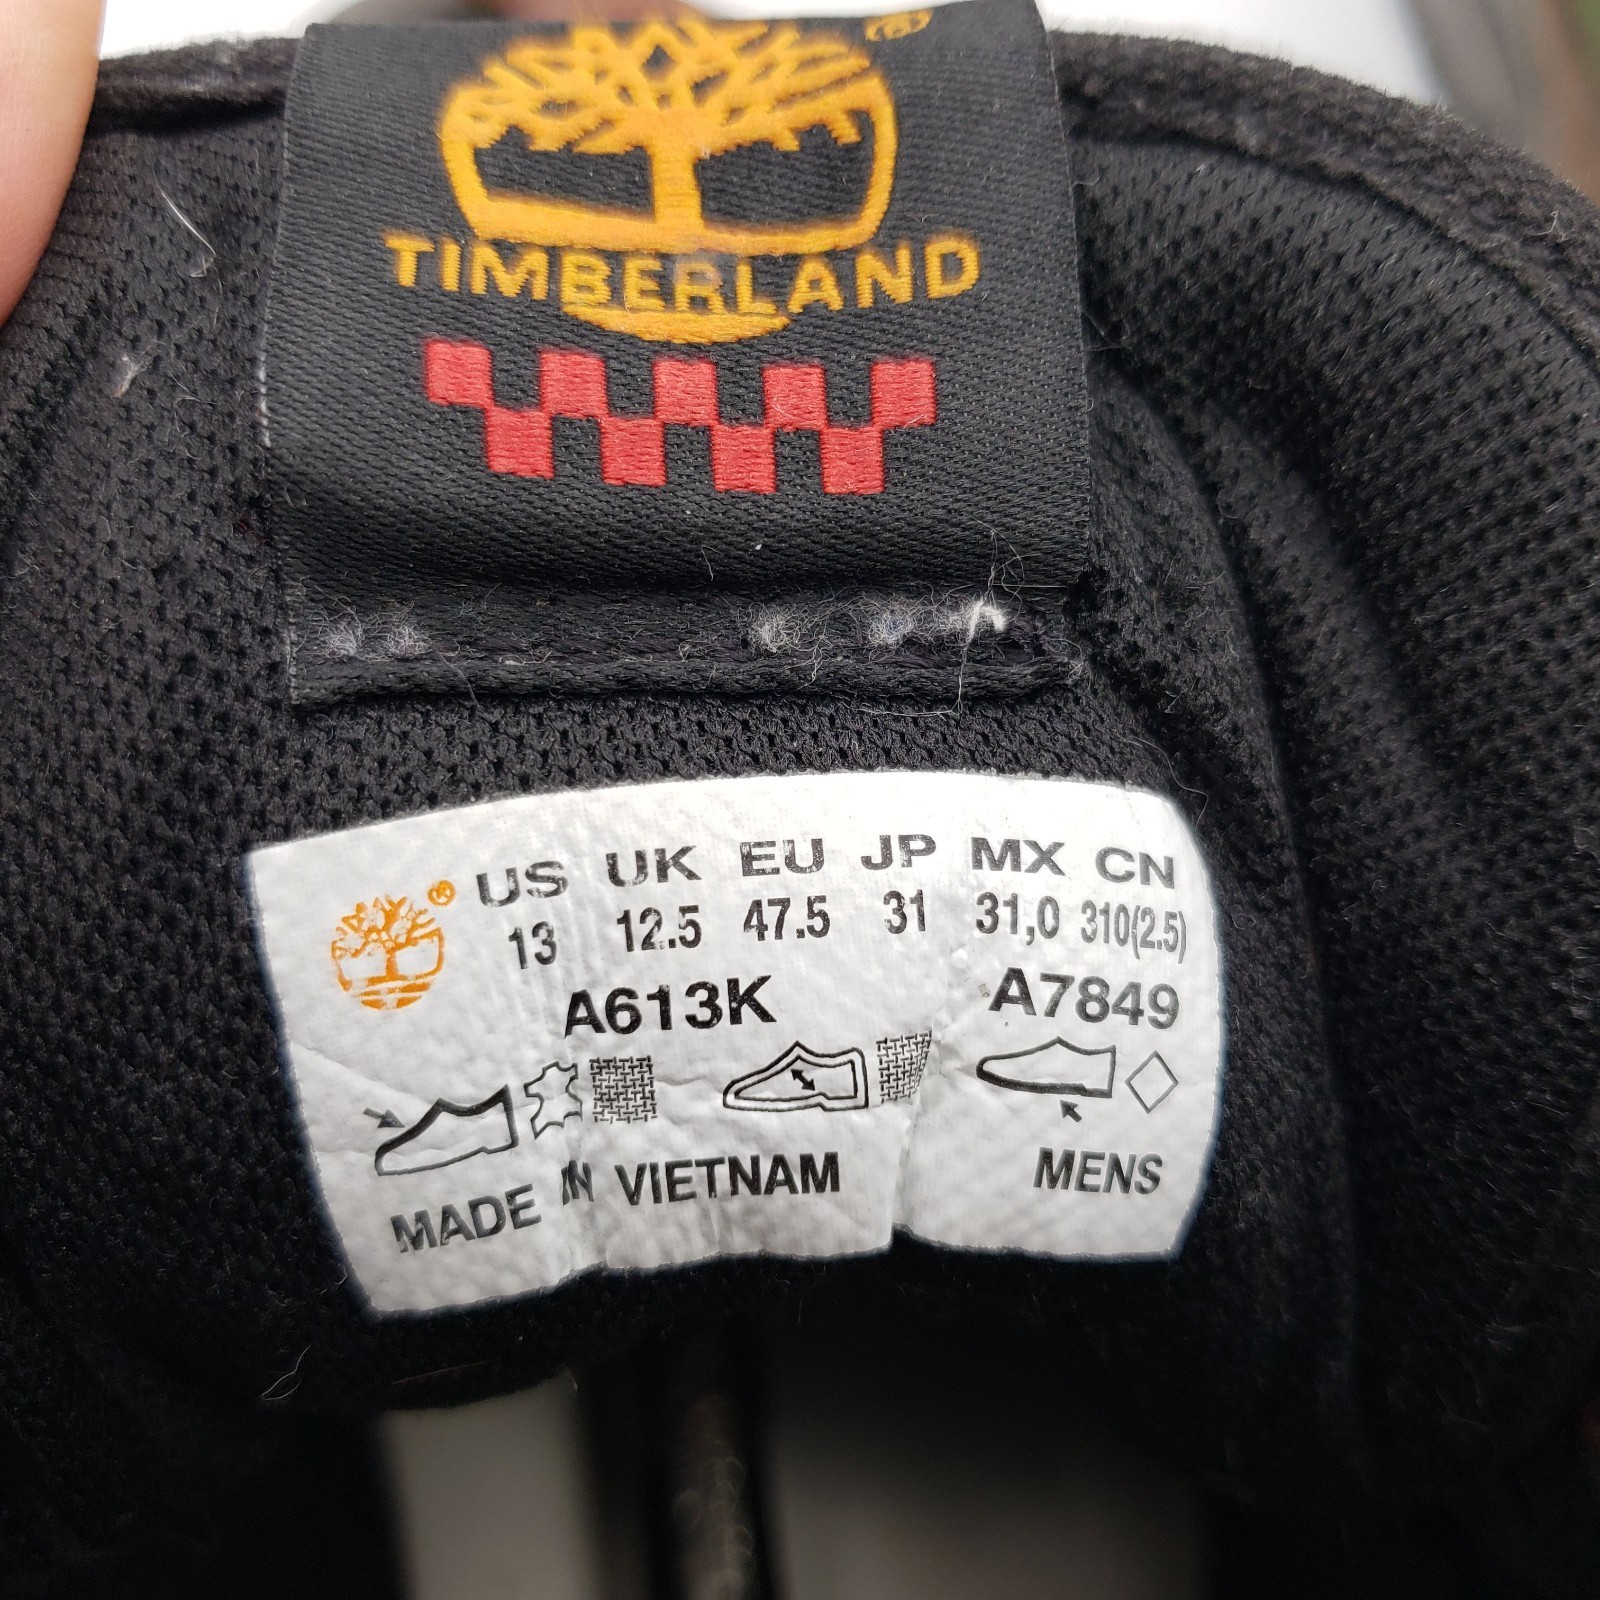 ®
TIMBERLAND
® US UK EU JP MX CN
13 12.5 47.5 31 31,0 310(2.5)
A613K A7849
MADE IN VIETNAM MENS